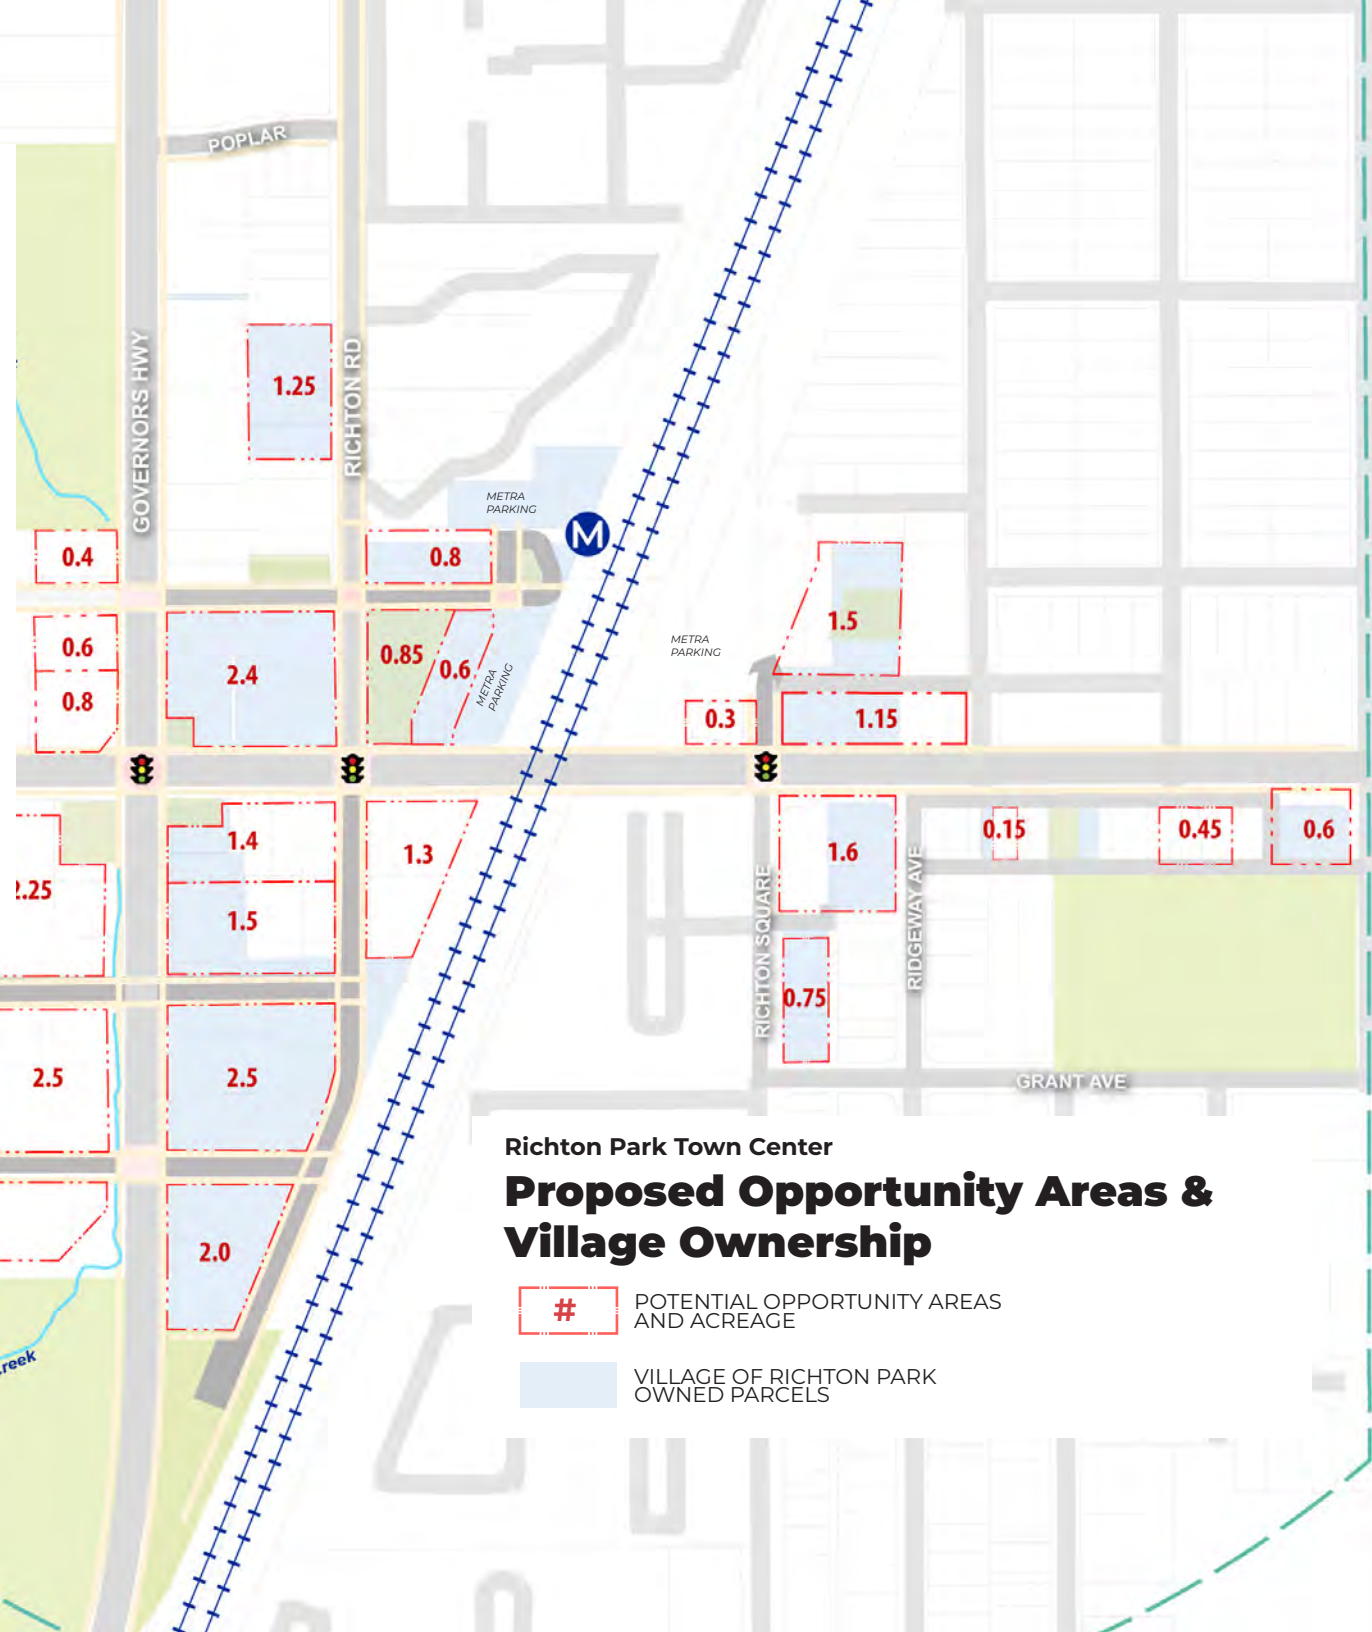 POPLAR
GOVERNORS HWY
RICHTON RD
1.25
METRA
PARKING
M
0.4
0.8
0.6
0.8
2.4
0.85
0.6
METRA
PARKING
METRA
PARKING
1.5
0.3
1.15
1.4
1.3
1.6
0.15
0.45
0.6
2.25
1.5
RICHTON SQUARE
RIDGEWAY AVE
0.75
2.5
2.5
GRANT AVE
2.0
reek
Richton Park Town Center
Proposed Opportunity Areas &
Village Ownership
#
POTENTIAL OPPORTUNITY AREAS
AND ACREAGE
VILLAGE OF RICHTON PARK
OWNED PARCELS